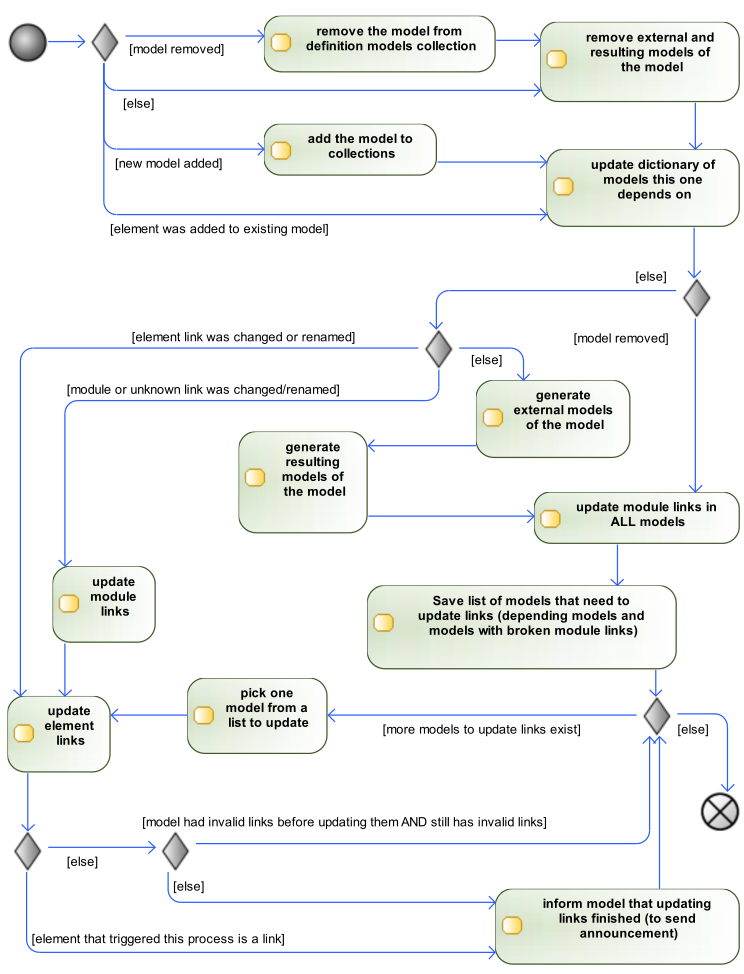 remove the model from
definition models collection
[model removed]
remove external and
resulting models of
the model
[else]
add the model to
collections
[new model added]
update dictionary of
models this one
depends on
[element was added to existing model]
[else]
[element link was changed or renamed]
[model removed]
[else]
[module or unknown link was changed/renamed]
generate
external models
of the model
generate
resulting
models of
the model
update module links in
ALL models
update
module
links
Save list of models that need to
update links (depending models and
models with broken module links)
update
element
links
pick one
model from a
list to update
[more models to update links exist]
[else]
[model had invalid links before updating them AND still has invalid links]
[else]
[else]
inform model that updating
links finished (to send
announcement)
[element that triggered this process is a link]